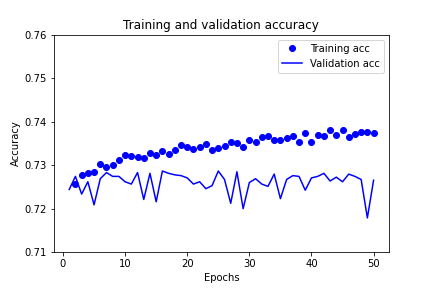 Training and validation accuracy
0.76
0.75
0.74
0.73
0.72
0.71
Accuracy
Training acc
Validation acc
0
10
20
30
40
50
Epochs